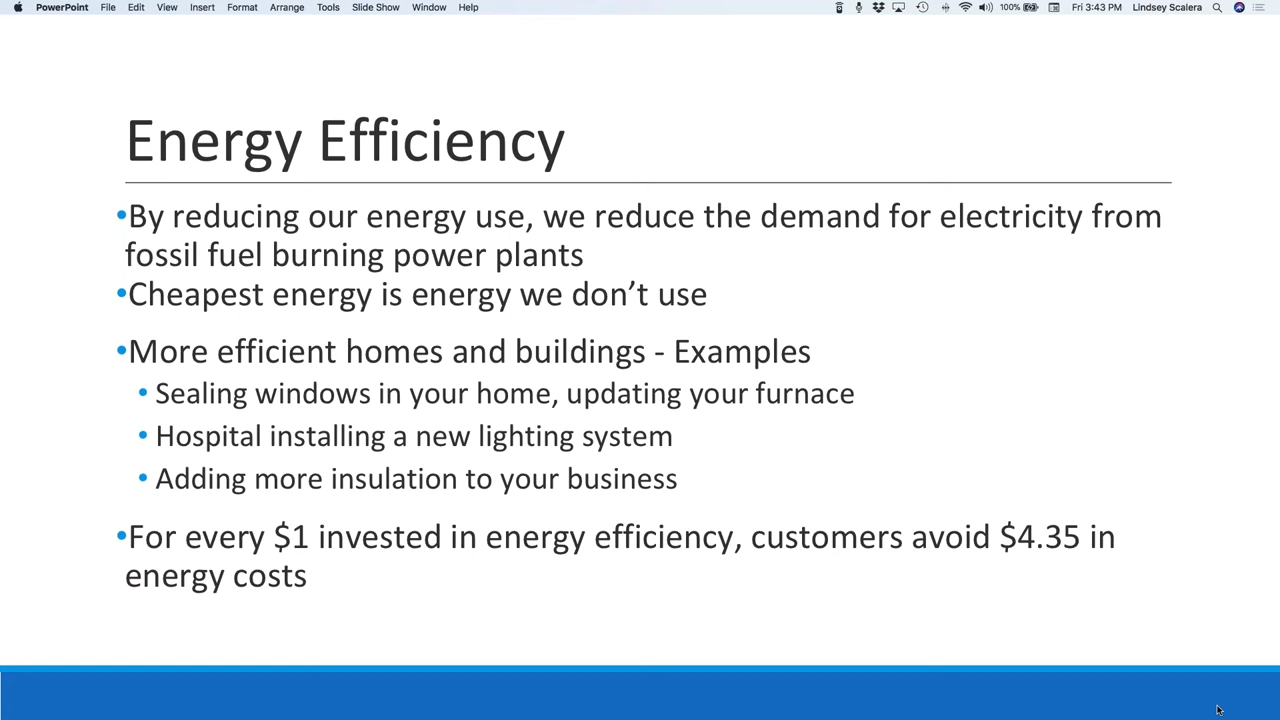 PowerPoint File Edit View Insert Format Arrange Tools Slide Show Window Help 100% Fri 3:43 PM Lindsey Scalera
Energy Efficiency
•By reducing our energy use, we reduce the demand for electricity from
fossil fuel burning power plants
•Cheapest energy is energy we don’t use
•More efficient homes and buildings - Examples
• Sealing windows in your home, updating your furnace
• Hospital installing a new lighting system
• Adding more insulation to your business
•For every $1 invested in energy efficiency, customers avoid $4.35 in
energy costs